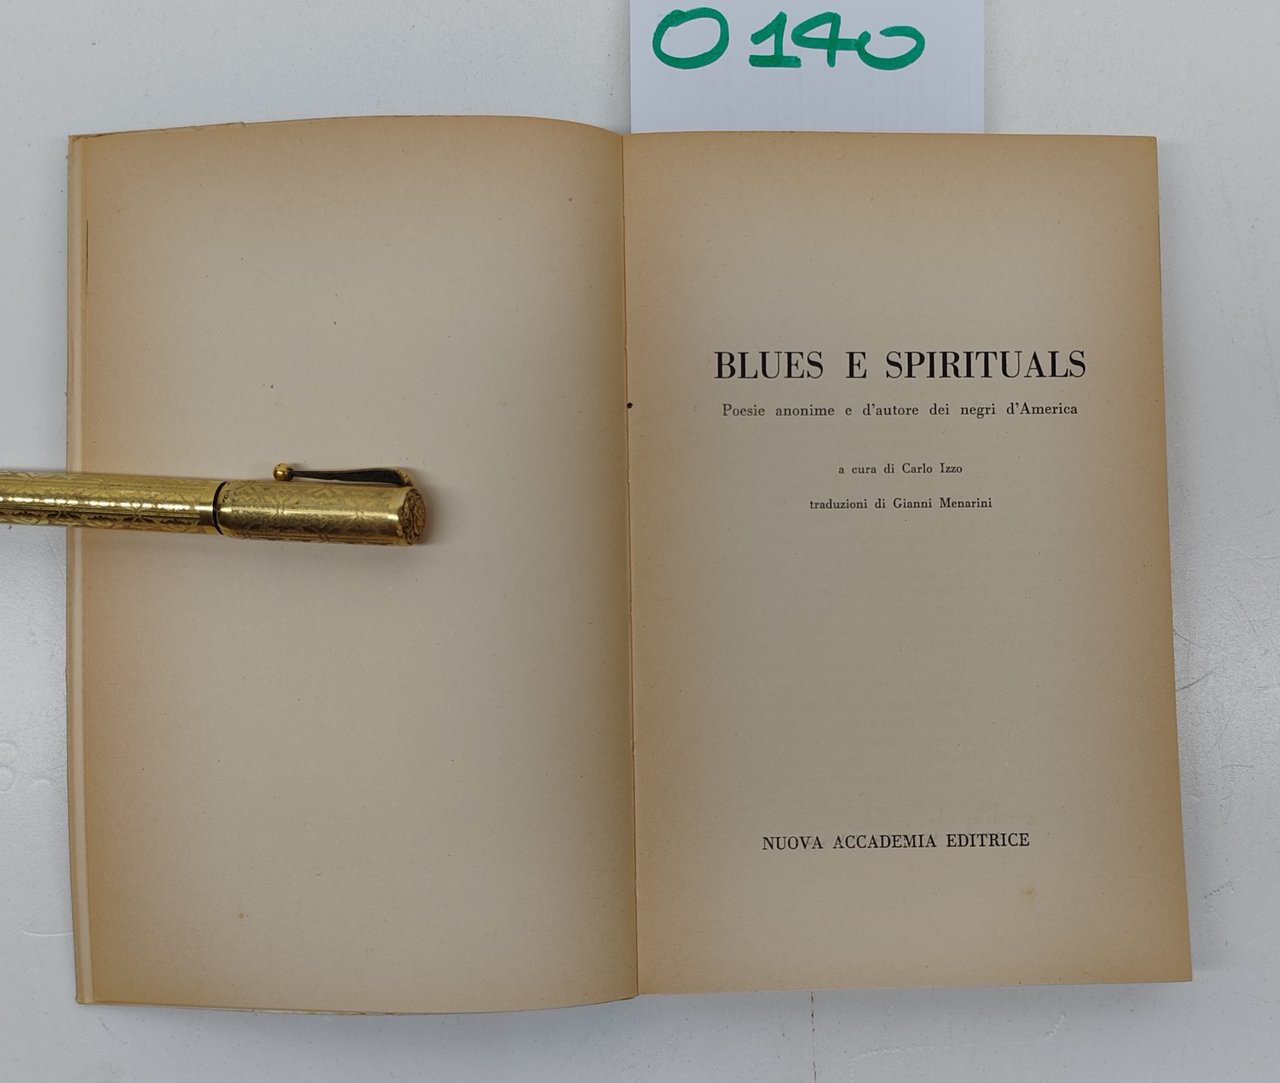 O 140
BLUES E SPIRITUALS
Poesie anonime e d'autore dei negri d'America
a cura di Carlo Izzo
traduzioni di Gianni Menarini
NUOVA ACCADEMIA EDITRICE